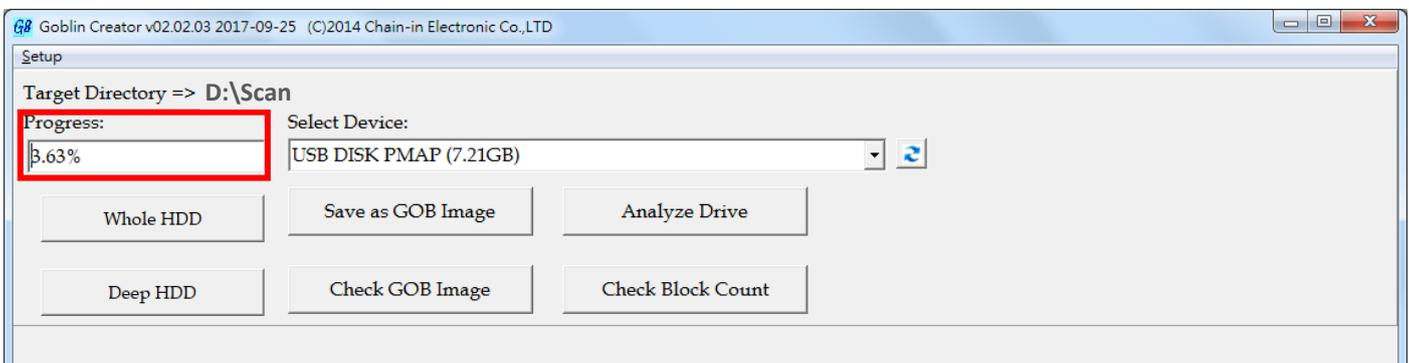 GB Goblin Creator v02.02.03 2017-09-25 (C)2014 Chain-in Electronic Co.,LTD
Setup
Target Directory => D:\Scan
Progress: Select Device:
3.63% USB DISK PMAP (7.21GB)
Whole HDD Save as GOB Image Analyze Drive
Deep HDD Check GOB Image Check Block Count